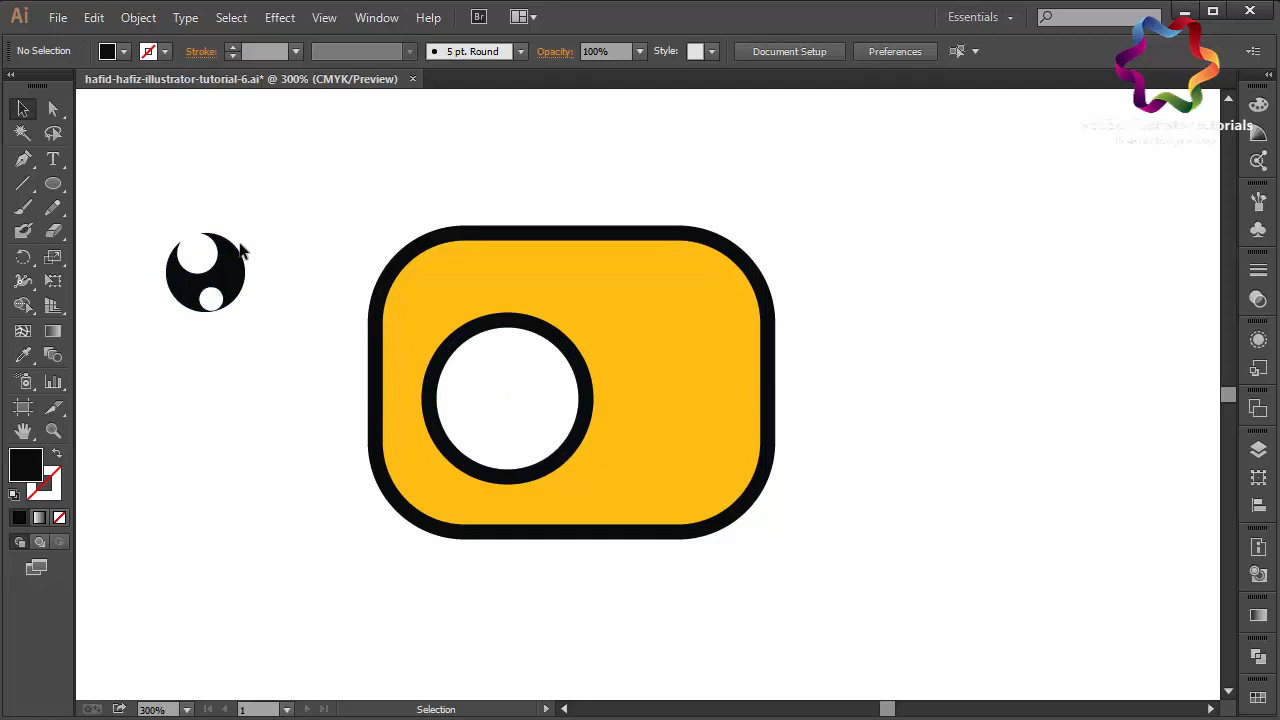 Ai File Edit Object Type Select Effect View Window Help Br Essentials
No Selection Stroke: 5 pt. Round Opacity: 100% Style: Document Setup Preferences
hafid-hafiz-illustrator-tutorial-6.ai* @ 300% (CMYK/Preview) ×
T
300% 1 Selection